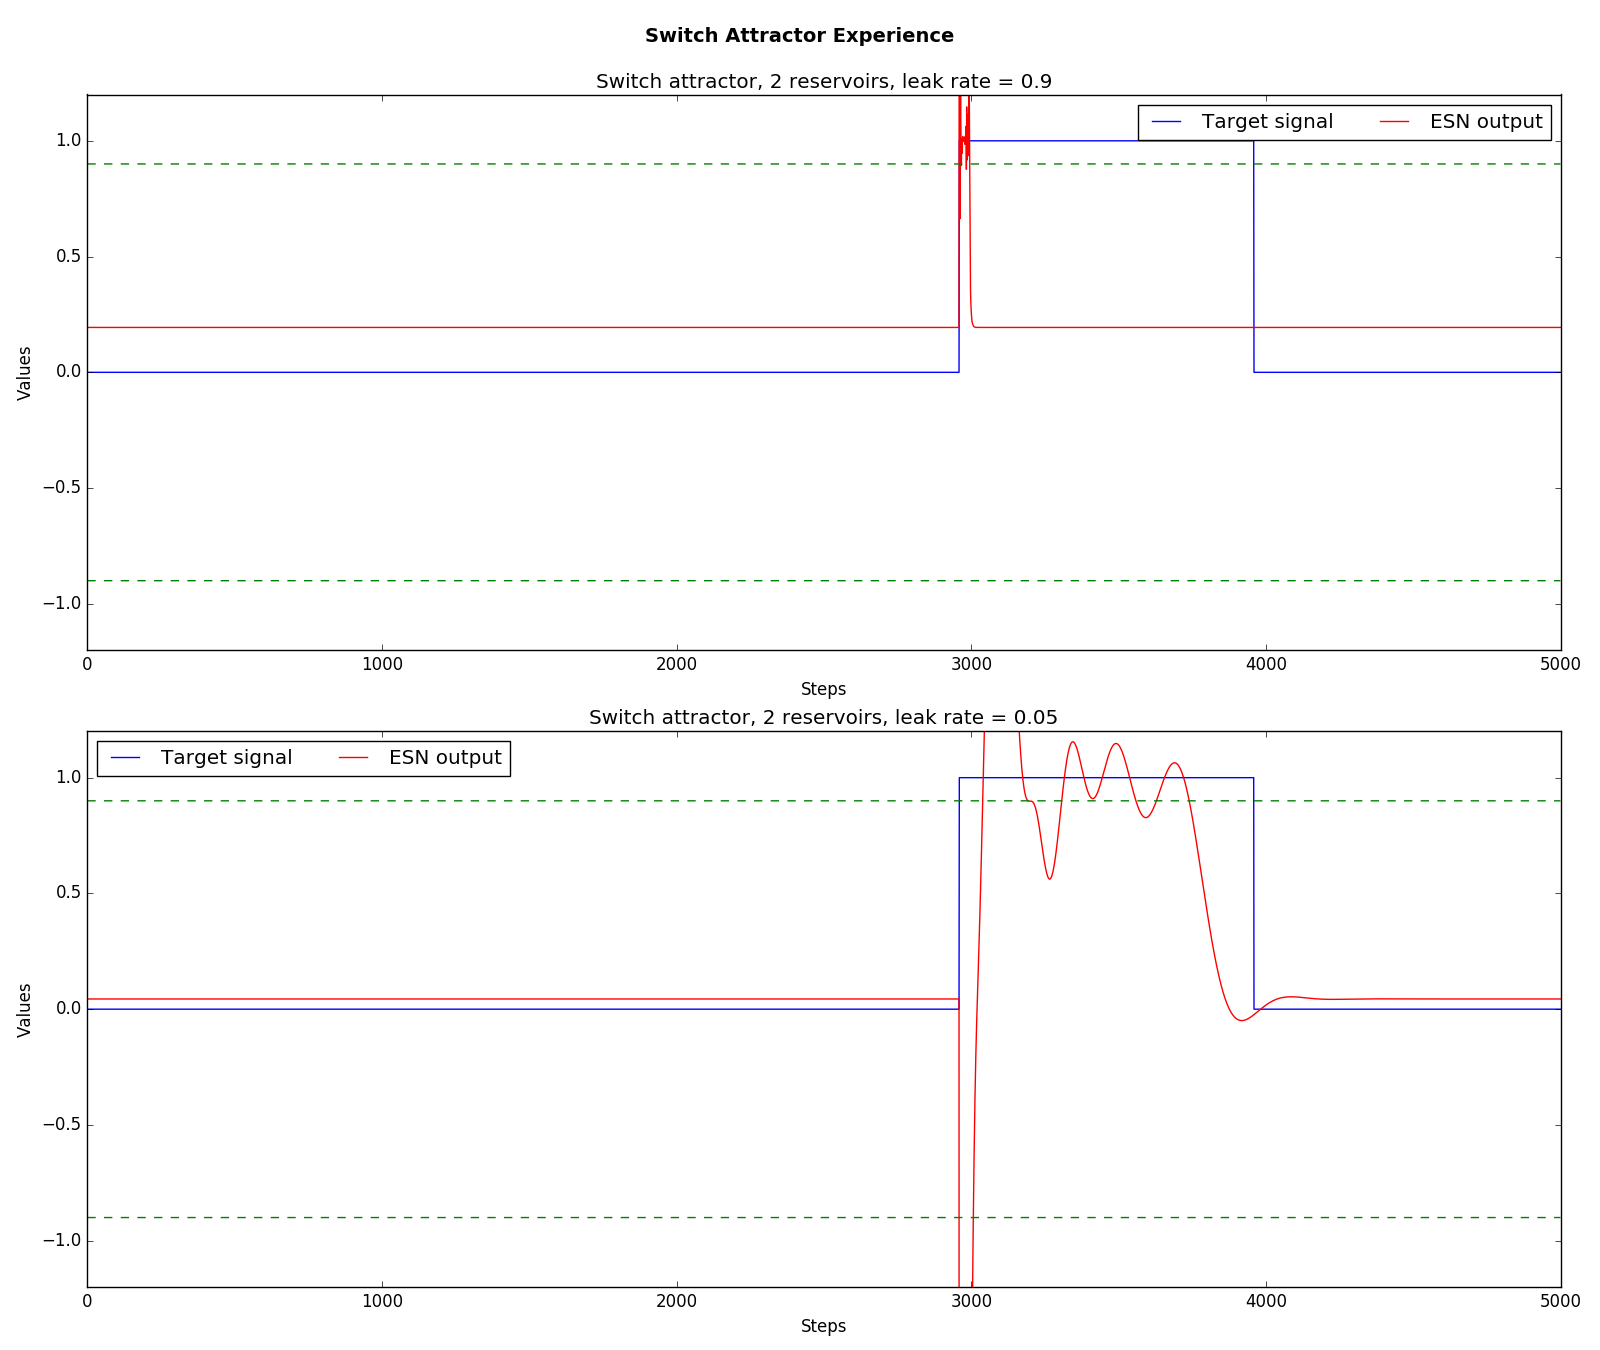 Switch Attractor Experience
Switch attractor, 2 reservoirs, leak rate = 0.9
Target signal ESN output
1.0
0.5
0.0
−0.5
−1.0
Values
0 1000 2000 3000 4000 5000
Steps
Switch attractor, 2 reservoirs, leak rate = 0.05
Target signal ESN output
1.0
0.5
0.0
−0.5
−1.0
Values
0 1000 2000 3000 4000 5000
Steps